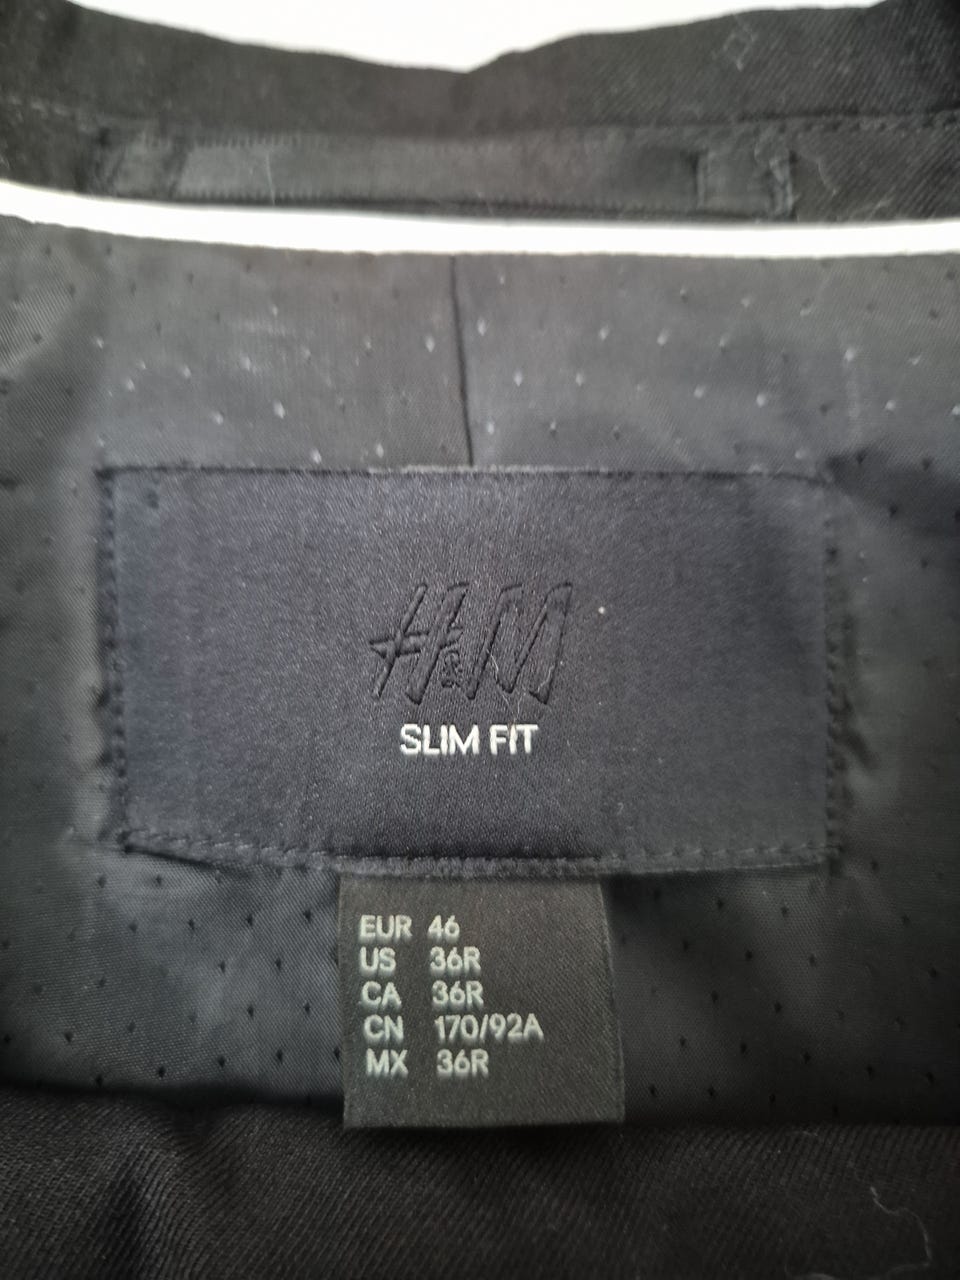 H&M
SLIM FIT
EUR 46
US 36R
CA 36R
CN 170/92A
MX 36R